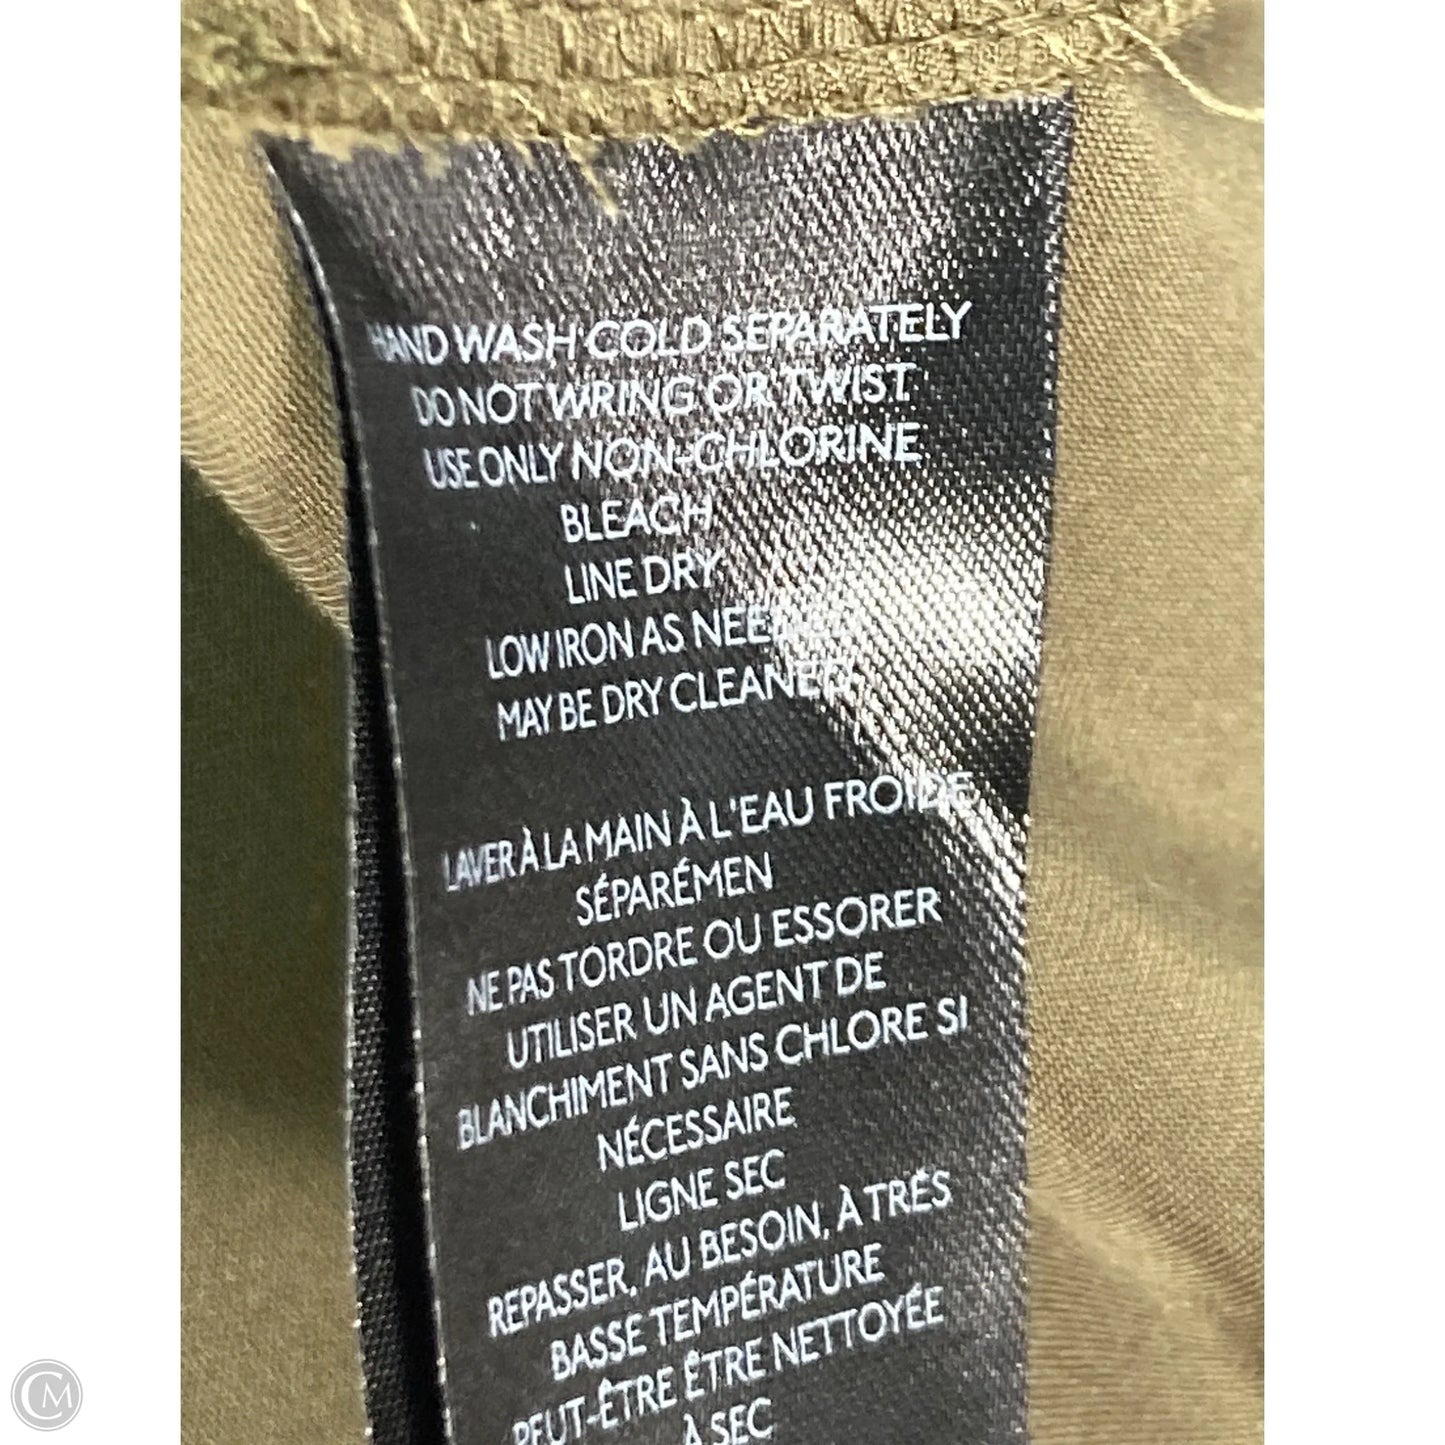 HAND WASH COLD SEPARATELY
DO NOT WRING OR TWIST
USE ONLY NON-CHLORINE
BLEACH
LINE DRY
LOW IRON AS NEEDED
MAY BE DRY CLEANED
LAVER À LA MAIN À L'EAU FROIDE
SÉPARÉMEN
NE PAS TORDRE OU ESSORER
UTILISER UN AGENT DE
BLANCHIMENT SANS CHLORE SI
NÉCESSAIRE
LIGNE SEC
REPASSER, AU BESOIN, À TRÉS
BASSE TEMPÉRATURE
PEUT-ÊTRE ÊTRE NETTOYÉE
À SEC
CM